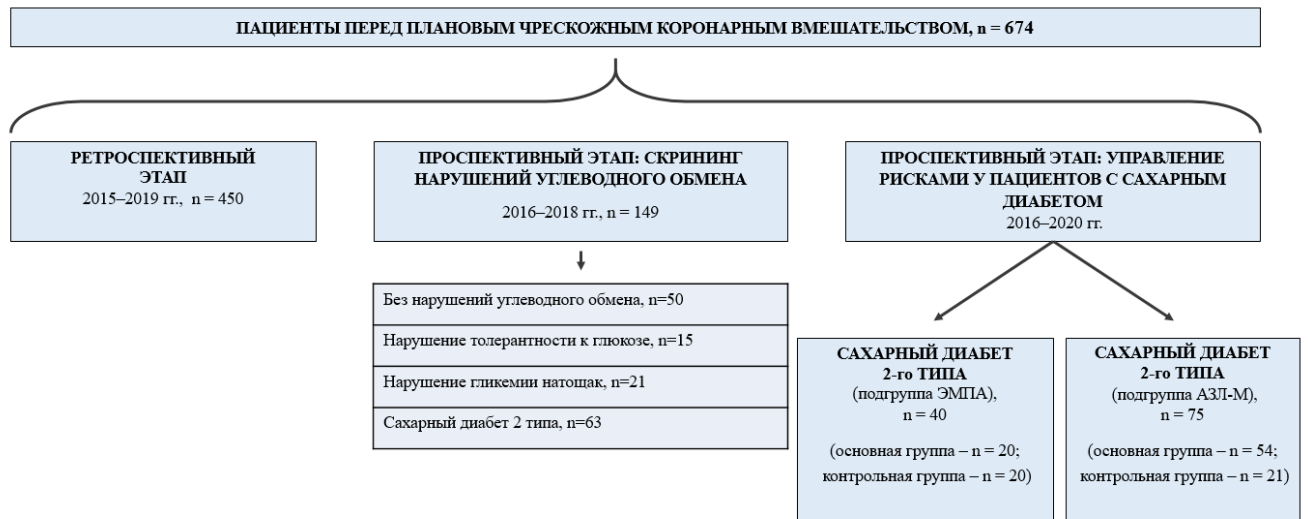 ПАЦИЕНТЫ ПЕРЕД ПЛАНОВЫМ ЧРЕСКОЖНЫМ КОРОНАРНЫМ ВМЕШАТЕЛЬСТВОМ, n = 674
РЕТРОСПЕКТИВНЫЙ
ЭТАП
2015–2019 гг., n = 450
ПРОСПЕКТИВНЫЙ ЭТАП: СКРИНИНГ
НАРУШЕНИЙ УГЛЕВОДНОГО ОБМЕНА
2016–2018 гг., n = 149
ПРОСПЕКТИВНЫЙ ЭТАП: УПРАВЛЕНИЕ
РИСКАМИ У ПАЦИЕНТОВ С САХАРНЫМ
ДИАБЕТОМ
2016–2020 гг.
Без нарушений углеводного обмена, n=50
Нарушение толерантности к глюкозе, n=15
Нарушение гликемии натощак, n=21
Сахарный диабет 2 типа, n=63
САХАРНЫЙ ДИАБЕТ
2-го ТИПА
(подгруппа ЭМПА),
n = 40
(основная группа – n = 20;
контрольная группа – n = 20)
САХАРНЫЙ ДИАБЕТ
2-го ТИПА
(подгруппа АЗЛ-М),
n = 75
(основная группа – n = 54;
контрольная группа – n = 21)